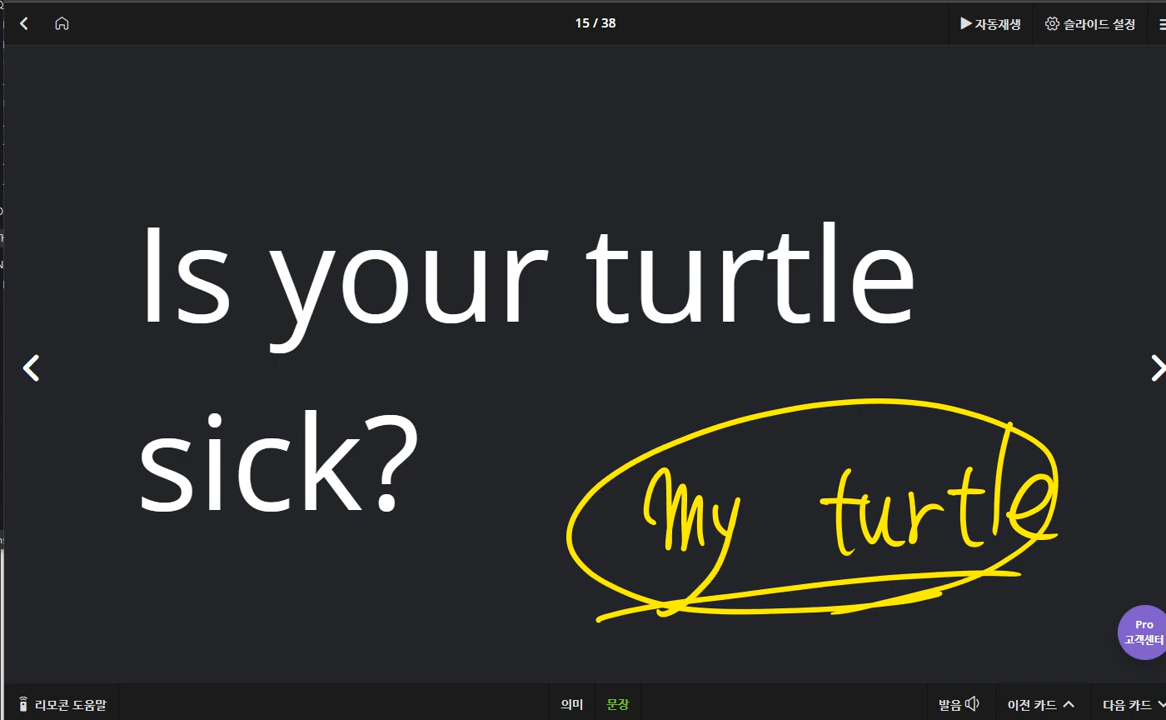 15 / 38
자동재생
슬라이드 설정
Is your turtle
sick?
My turtle
Pro
고객센터
리모콘 도움말
의미
문장
발음
이전 카드
다음 카드